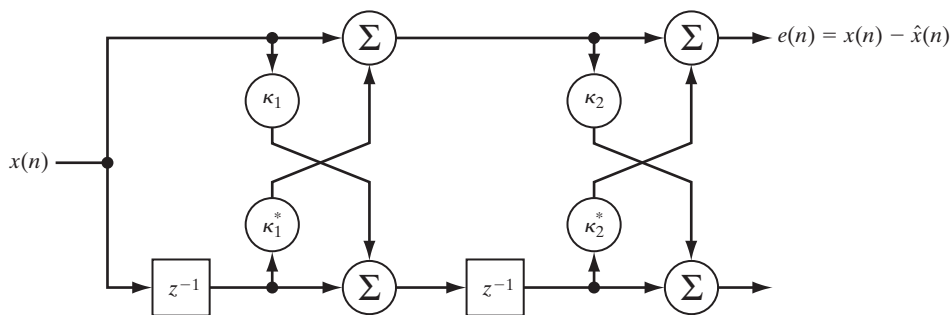 Σ Σ e(n) = x(n) − x̂(n)
κ₁ κ₂
x(n)
κ₁* κ₂*
z⁻¹ Σ z⁻¹ Σ